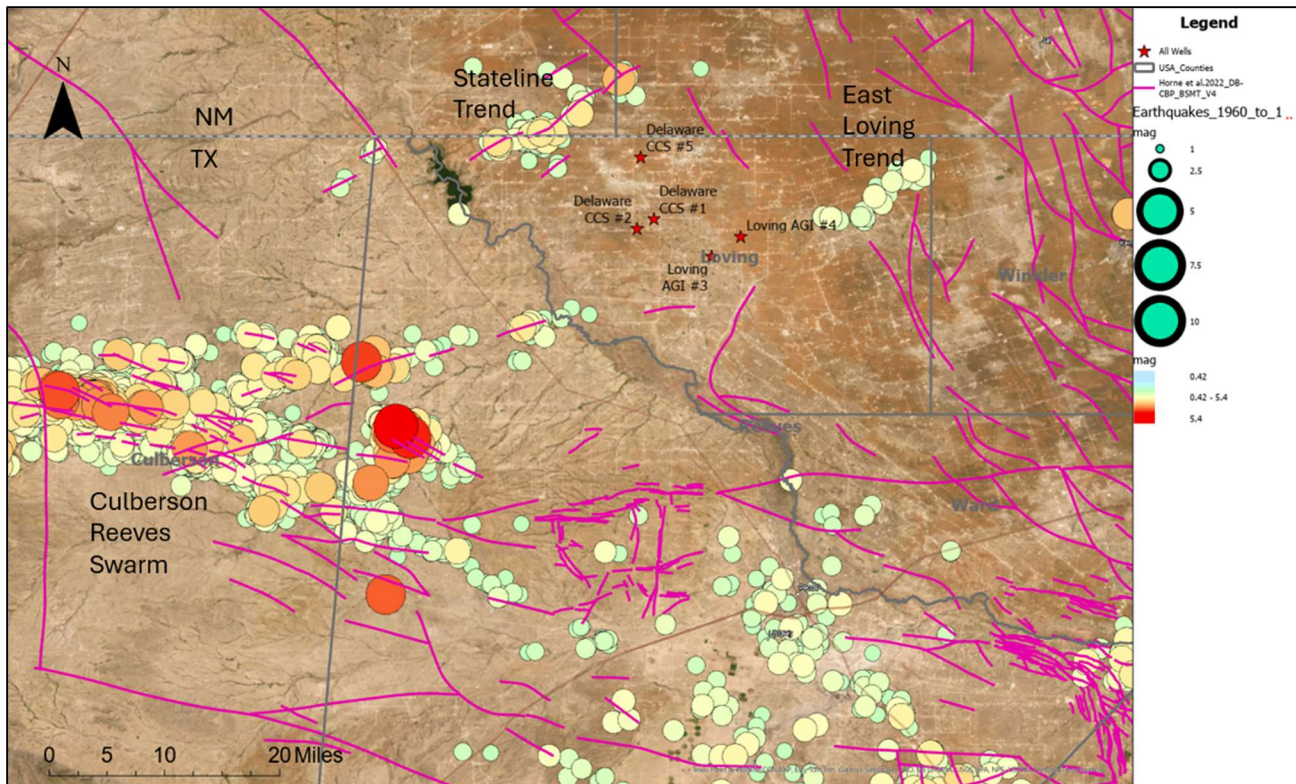 N
NM
TX
Stateline
Trend
East
Loving
Trend
Delaware
CCS #5
Delaware
CCS #1
Delaware
CCS #2
Loving AGI #4
Loving
Loving
AGI #3
Winkler
Reeves
Culberson
Ward
Culberson
Reeves
Swarm
0 5 10 20 Miles
Legend
All Wells
USA_Counties
Horne et al.2022_DB-
CBP_BSMT_V4
Earthquakes_1960_to_1 ..
mag
1
2.5
5
7.5
10
mag
0.42
0.42 - 5.4
5.4